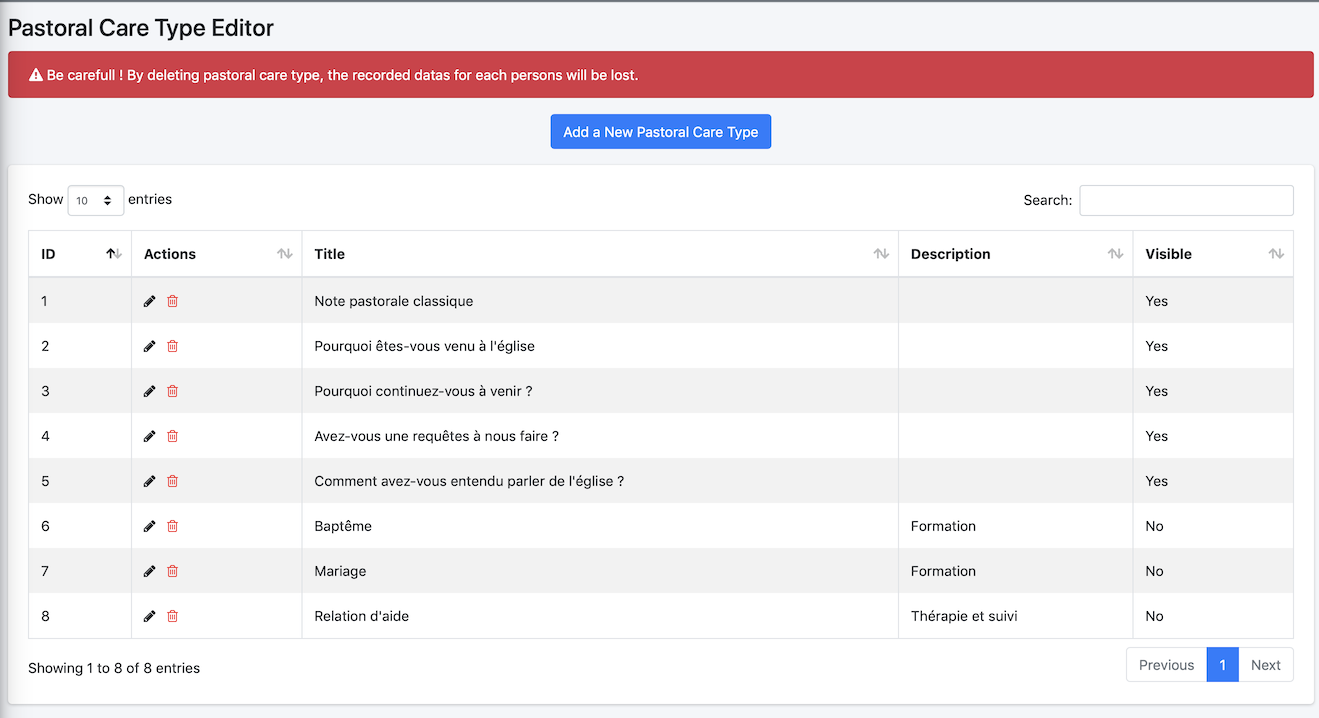 Pastoral Care Type Editor
Be carefull ! By deleting pastoral care type, the recorded datas for each persons will be lost.
Add a New Pastoral Care Type
Show 10 entries Search:
ID Actions Title Description Visible
1 Note pastorale classique Yes
2 Pourquoi êtes-vous venu à l'église Yes
3 Pourquoi continuez-vous à venir ? Yes
4 Avez-vous une requêtes à nous faire ? Yes
5 Comment avez-vous entendu parler de l'église ? Yes
6 Baptême Formation No
7 Mariage Formation No
8 Relation d'aide Thérapie et suivi No
Showing 1 to 8 of 8 entries Previous 1 Next